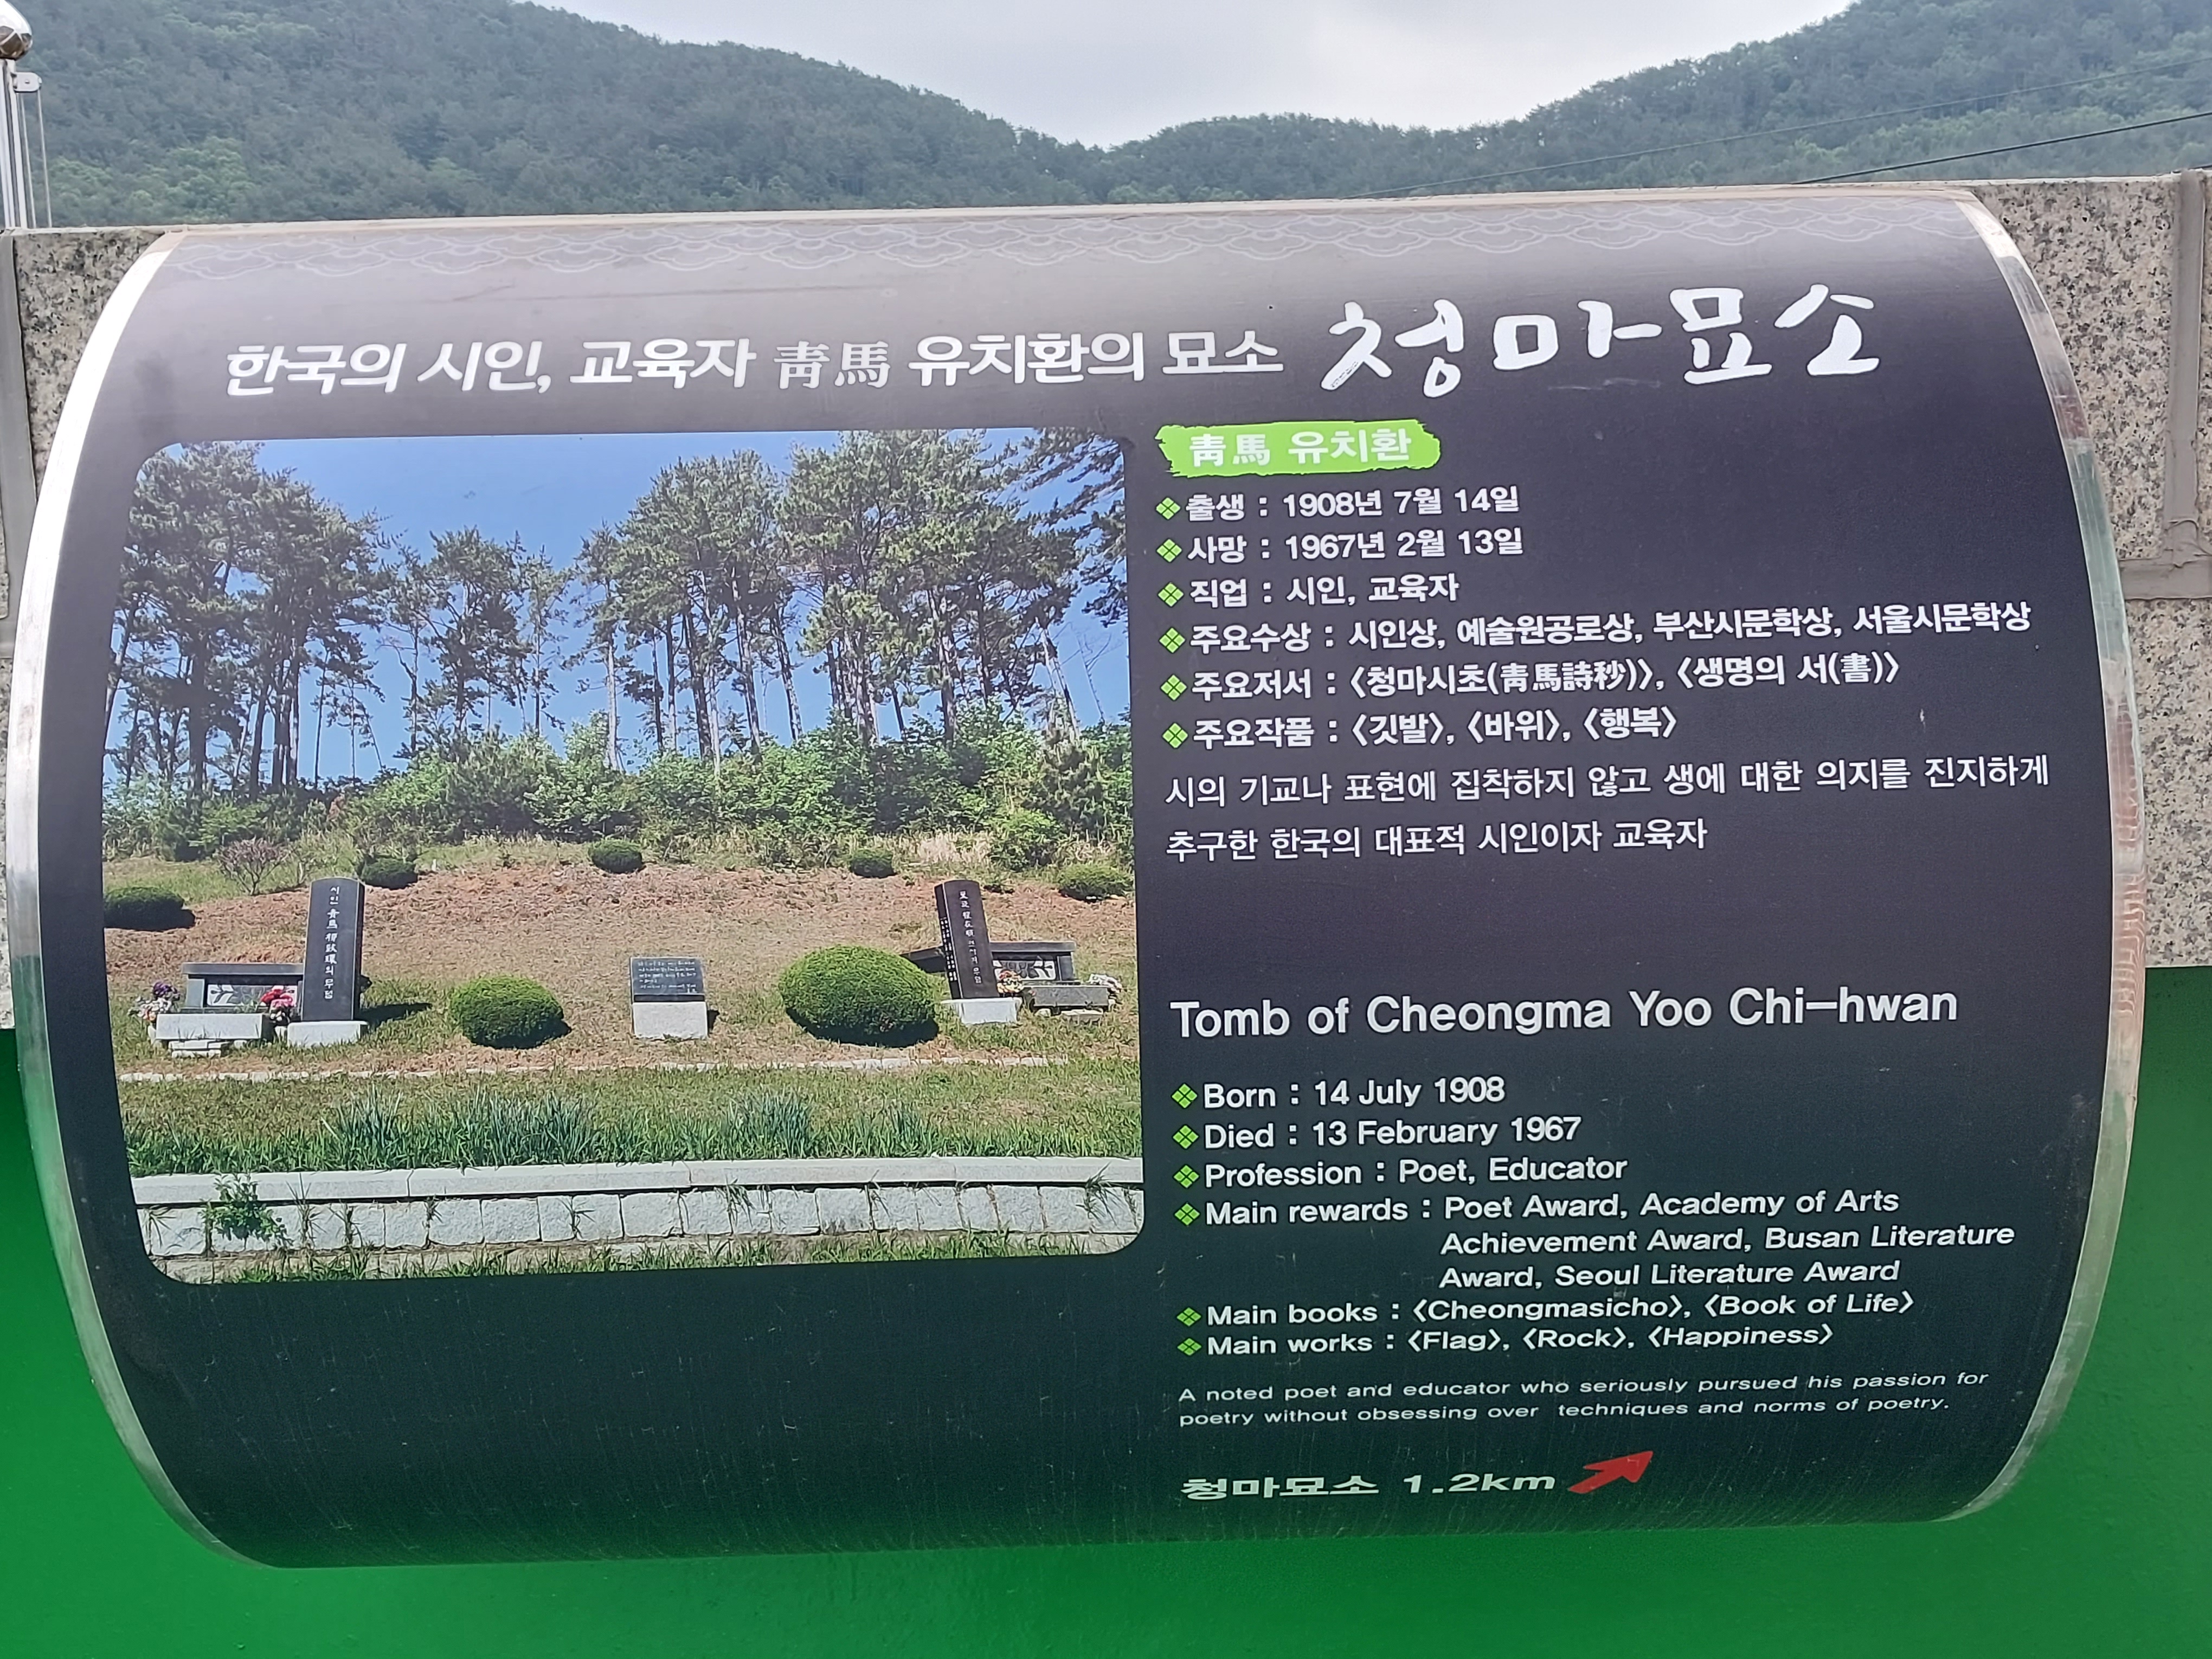 한국의 시인, 교육자 靑馬 유치환의 묘소 청마묘소
靑馬 유치환
출생 : 1908년 7월 14일
사망 : 1967년 2월 13일
직업 : 시인, 교육자
주요수상 : 시인상, 예술원공로상, 부산시문학상, 서울시문학상
주요저서 : 〈청마시초(靑馬詩秒)〉, 〈생명의 서(書)〉
주요작품 : 〈깃발〉, 〈바위〉, 〈행복〉
시의 기교나 표현에 집착하지 않고 생에 대한 의지를 진지하게
추구한 한국의 대표적 시인이자 교육자
시인 靑馬 柳致環의 무덤
Tomb of Cheongma Yoo Chi-hwan
Born : 14 July 1908
Died : 13 February 1967
Profession : Poet, Educator
Main rewards : Poet Award, Academy of Arts
Achievement Award, Busan Literature
Award, Seoul Literature Award
Main books : 〈Cheongmasicho〉, 〈Book of Life〉
Main works : 〈Flag〉, 〈Rock〉, 〈Happiness〉
A noted poet and educator who seriously pursued his passion for
poetry without obsessing over techniques and norms of poetry.
청마묘소 1.2km